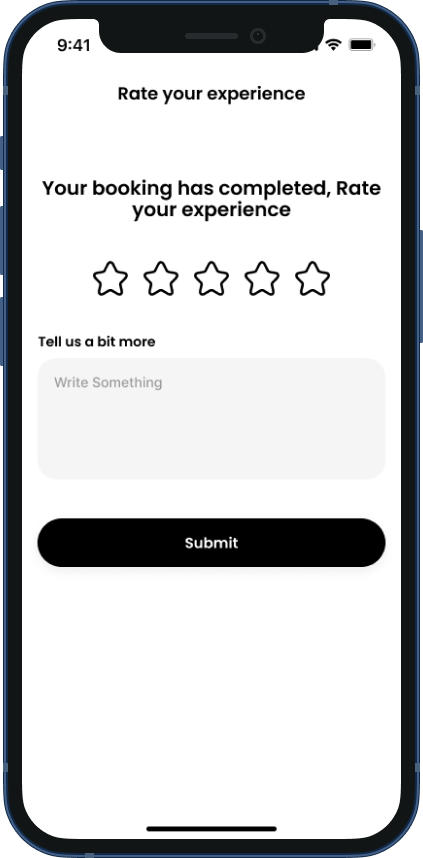 9:41
Rate your experience
Your booking has completed, Rate
your experience
Tell us a bit more
Write Something
Submit